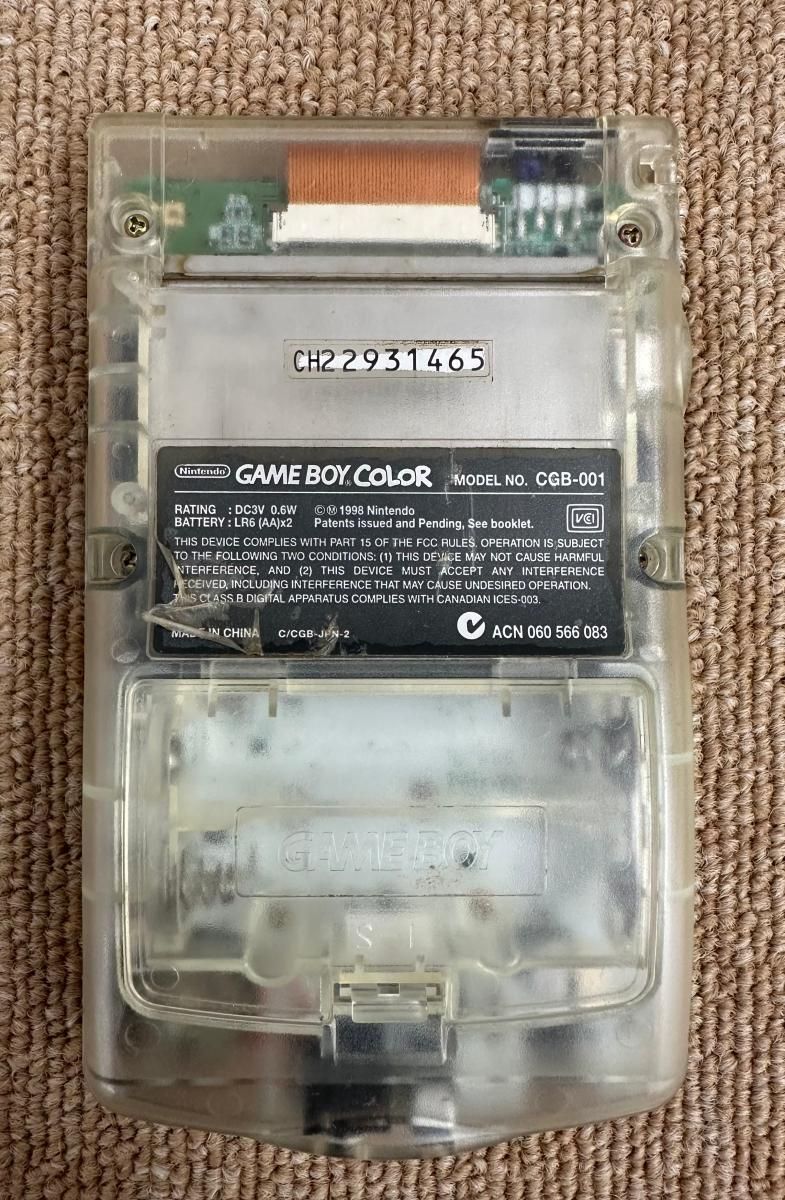 CH22931465
Nintendo GAME BOY COLOR MODEL NO. CGB-001
RATING : DC3V 0.6W ©Ⓜ1998 Nintendo
BATTERY : LR6 (AA)x2 Patents issued and Pending, See booklet.
VCI
THIS DEVICE COMPLIES WITH PART 15 OF THE FCC RULES. OPERATION IS SUBJECT
TO THE FOLLOWING TWO CONDITIONS: (1) THIS DEVICE MAY NOT CAUSE HARMFUL
INTERFERENCE, AND (2) THIS DEVICE MUST ACCEPT ANY INTERFERENCE
RECEIVED, INCLUDING INTERFERENCE THAT MAY CAUSE UNDESIRED OPERATION.
THIS CLASS B DIGITAL APPARATUS COMPLIES WITH CANADIAN ICES-003.
MADE IN CHINA C/CGB-JPN-2 ACN 060 566 083
GAME BOY